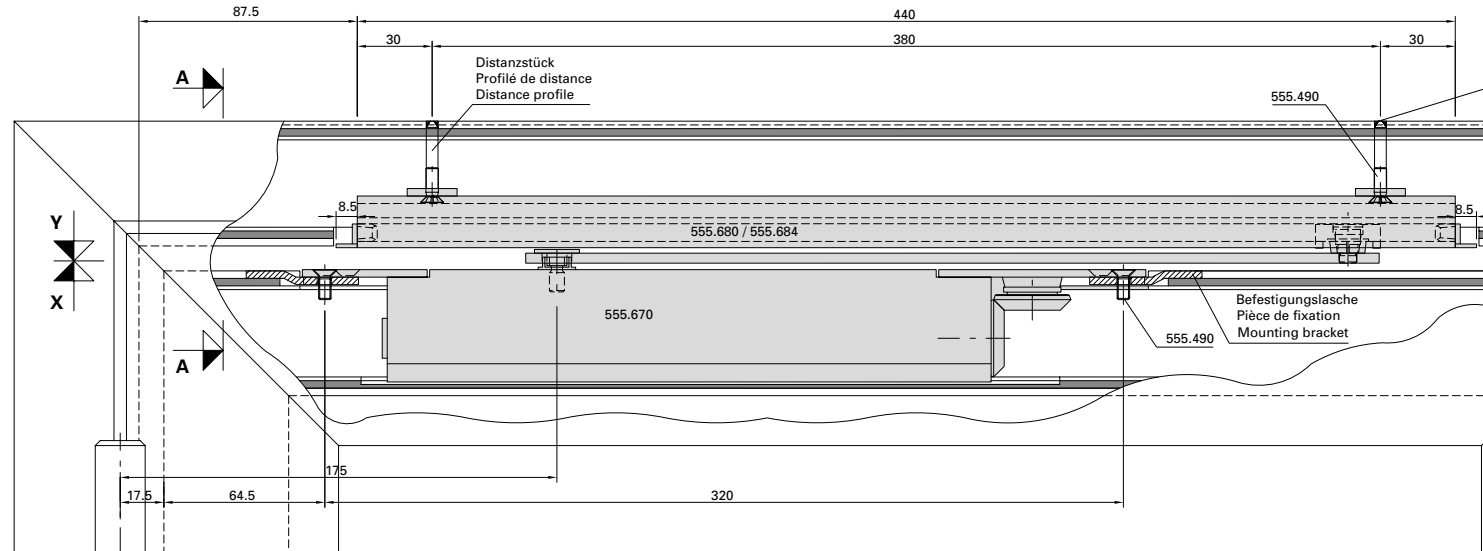 87.5
440
30
380
30
A
Distanzstück
Profilé de distance
Distance profile
555.490
Y
8.5
555.680 / 555.684
8.5
X
555.670
Befestigungslasche
Pièce de fixation
Mounting bracket
555.490
A
175
17.5
64.5
320